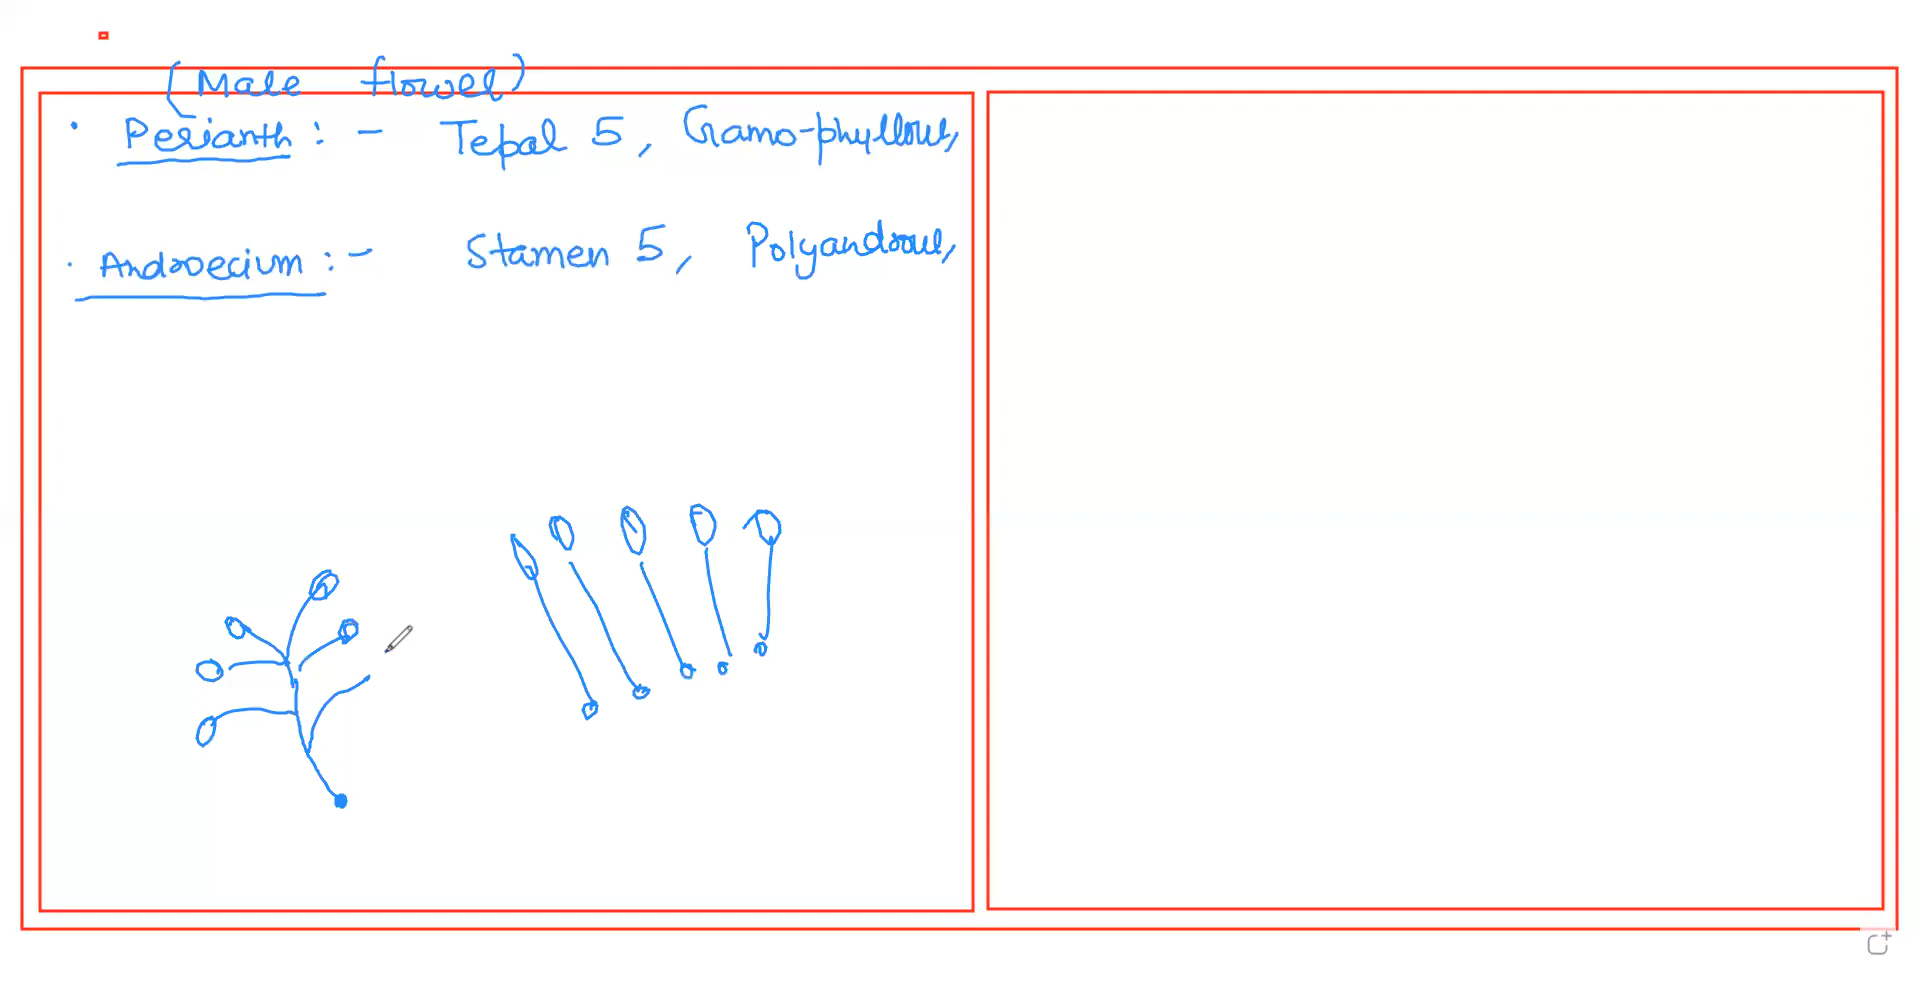 (Male flower)
• Perianth :- Tepal 5, Gamo-phyllous,
• Androecium :- Stamen 5, Polyandrous,